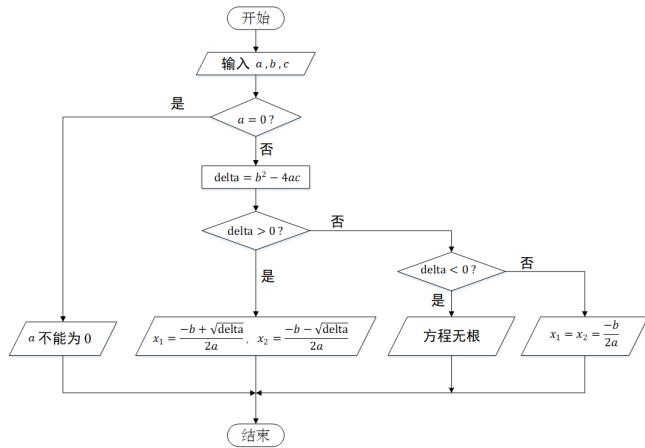 开始
输入 a , b , c
是
a = 0 ?
否
delta = b² − 4ac
delta > 0 ?
否
是
delta < 0 ?
否
是
a 不能为 0
x₁ = (−b + √delta)/2a , x₂ = (−b − √delta)/2a
方程无根
x₁ = x₂ = −b/2a
结束